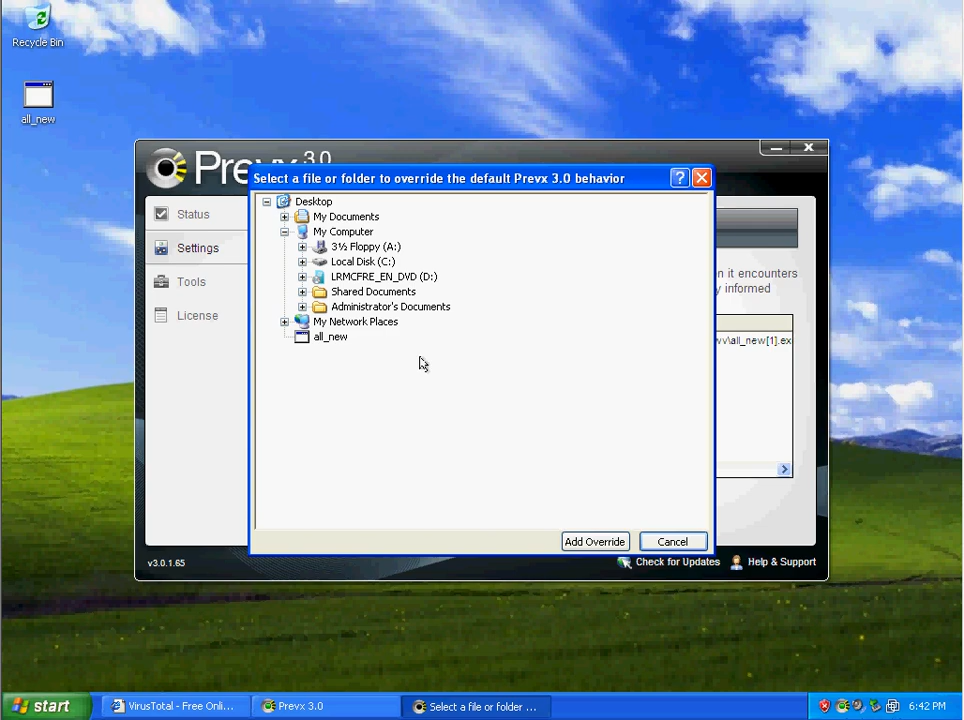 Recycle Bin
all_new
Prevx 3.0
Select a file or folder to override the default Prevx 3.0 behavior
Desktop
My Documents
My Computer
3½ Floppy (A:)
Local Disk (C:)
LRMCFRE_EN_DVD (D:)
Shared Documents
Administrator's Documents
My Network Places
all_new
Status
Settings
Tools
License
n it encounters
y informed
\all_new[1].ex
Add Override
Cancel
v3.0.1.65
Check for Updates
Help & Support
start
VirusTotal - Free Onli...
Prevx 3.0
Select a file or folder ...
6:42 PM